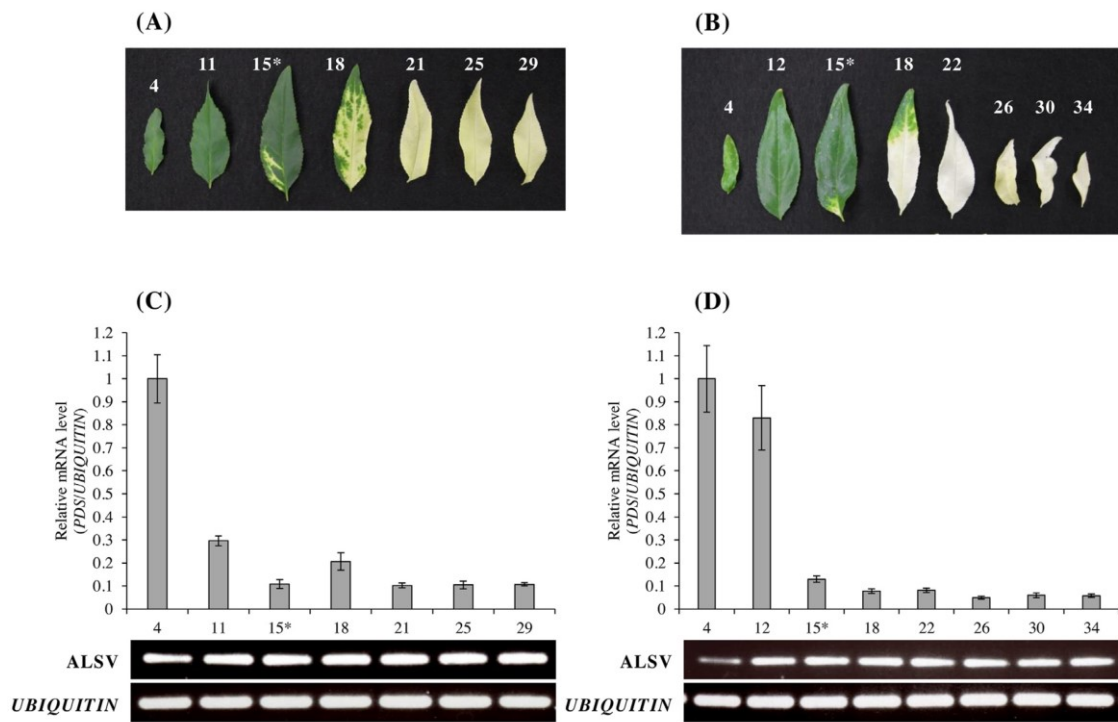 (A)
4 11 15* 18 21 25 29
(B)
4 12 15* 18 22 26 30 34
(C)
Relative mRNA level
(PDS/UBIQUITIN)
1.2
1.1
1
0.9
0.8
0.7
0.6
0.5
0.4
0.3
0.2
0.1
0
4 11 15* 18 21 25 29
ALSV
UBIQUITIN
(D)
Relative mRNA level
(PDS/UBIQUITIN)
1.2
1.1
1
0.9
0.8
0.7
0.6
0.5
0.4
0.3
0.2
0.1
0
4 12 15* 18 22 26 30 34
ALSV
UBIQUITIN